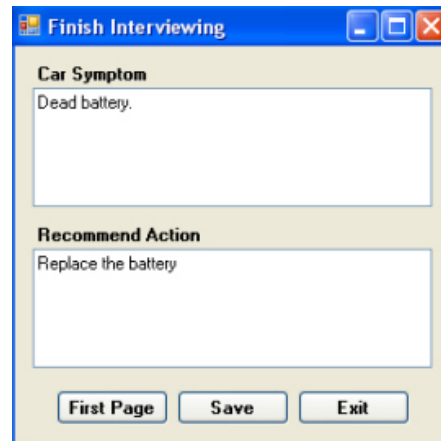 Finish Interviewing
Car Symptom
Dead battery.
Recommend Action
Replace the battery
First Page Save Exit